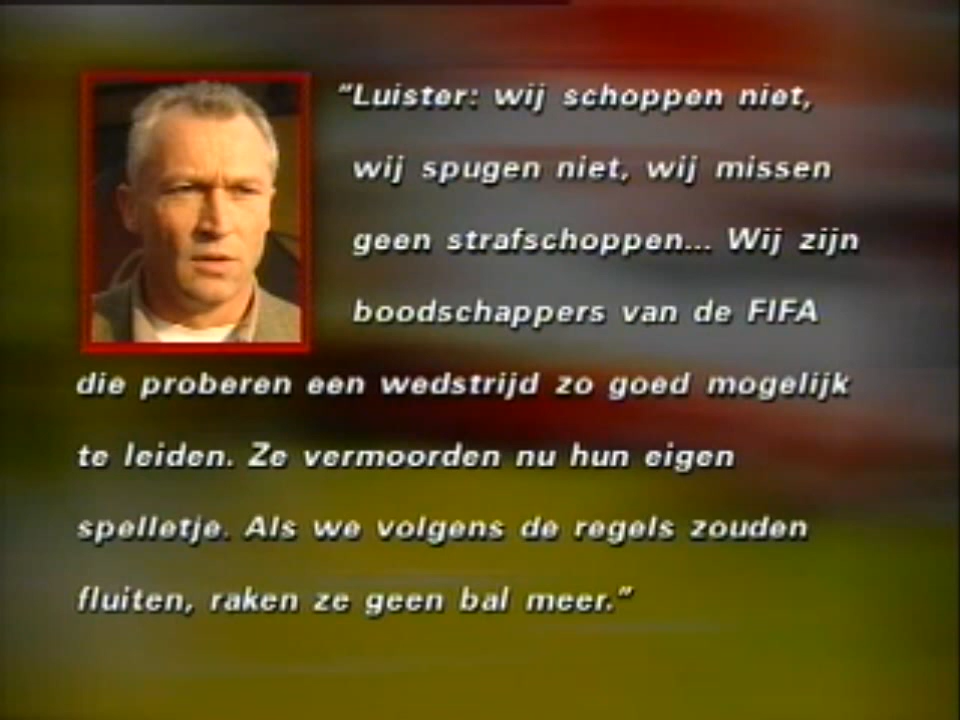 "Luister: wij schoppen niet,
wij spugen niet, wij missen
geen strafschoppen... Wij zijn
boodschappers van de FIFA
die proberen een wedstrijd zo goed mogelijk
te leiden. Ze vermoorden nu hun eigen
spelletje. Als we volgens de regels zouden
fluiten, raken ze geen bal meer."